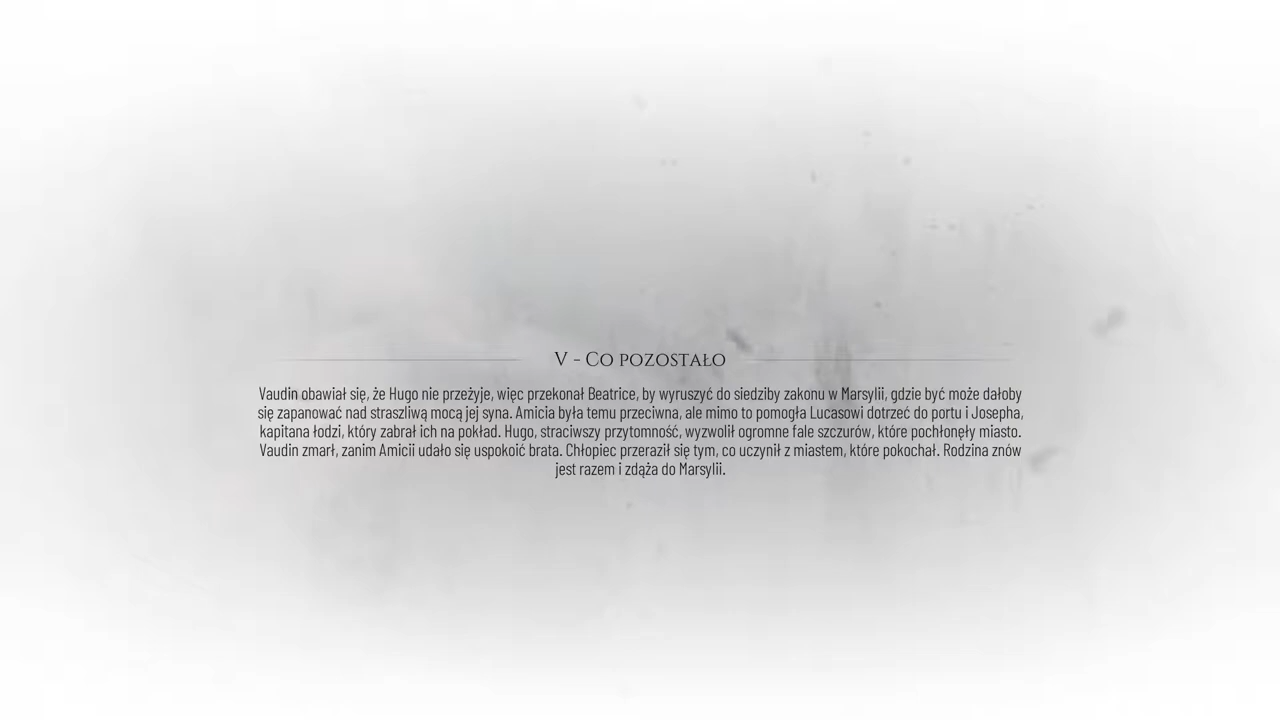 V - Co pozostało
Vaudin obawiał się, że Hugo nie przeżyje, więc przekonał Beatrice, by wyruszyć do siedziby zakonu w Marsylii, gdzie być może dałoby
się zapanować nad straszliwą mocą jej syna. Amicia była temu przeciwna, ale mimo to pomogła Lucasowi dotrzeć do portu i Josepha,
kapitana łodzi, który zabrał ich na pokład. Hugo, straciwszy przytomność, wyzwolił ogromne fale szczurów, które pochłonęły miasto.
Vaudin zmarł, zanim Amicii udało się uspokoić brata. Chłopiec przeraził się tym, co uczynił z miastem, które pokochał. Rodzina znów
jest razem i zdąża do Marsylii.